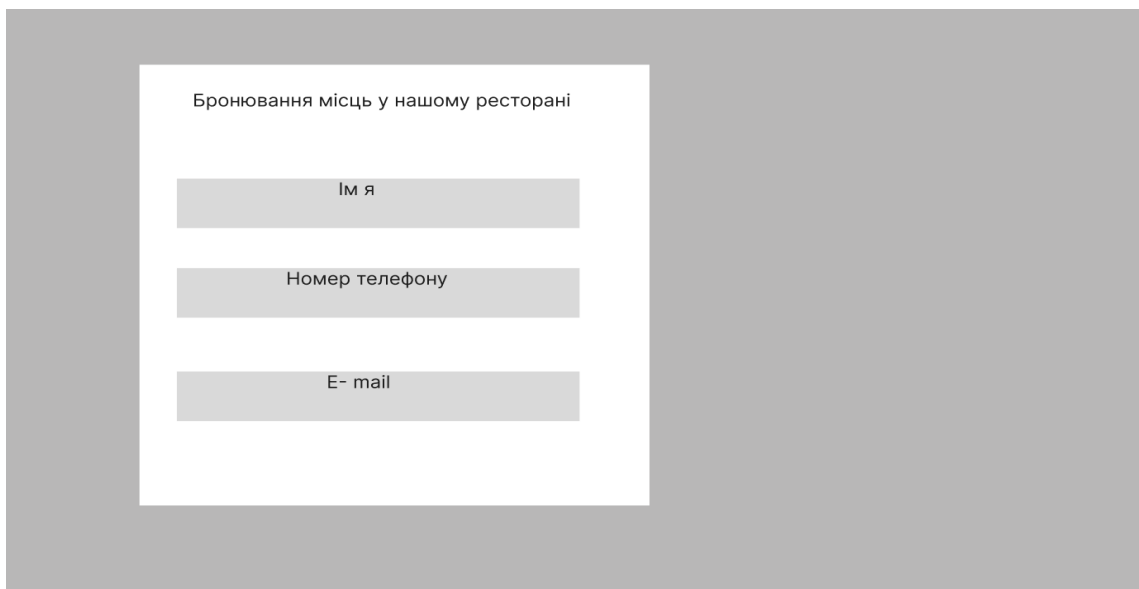 Бронювання місць у нашому ресторані
Ім я
Номер телефону
E- mail